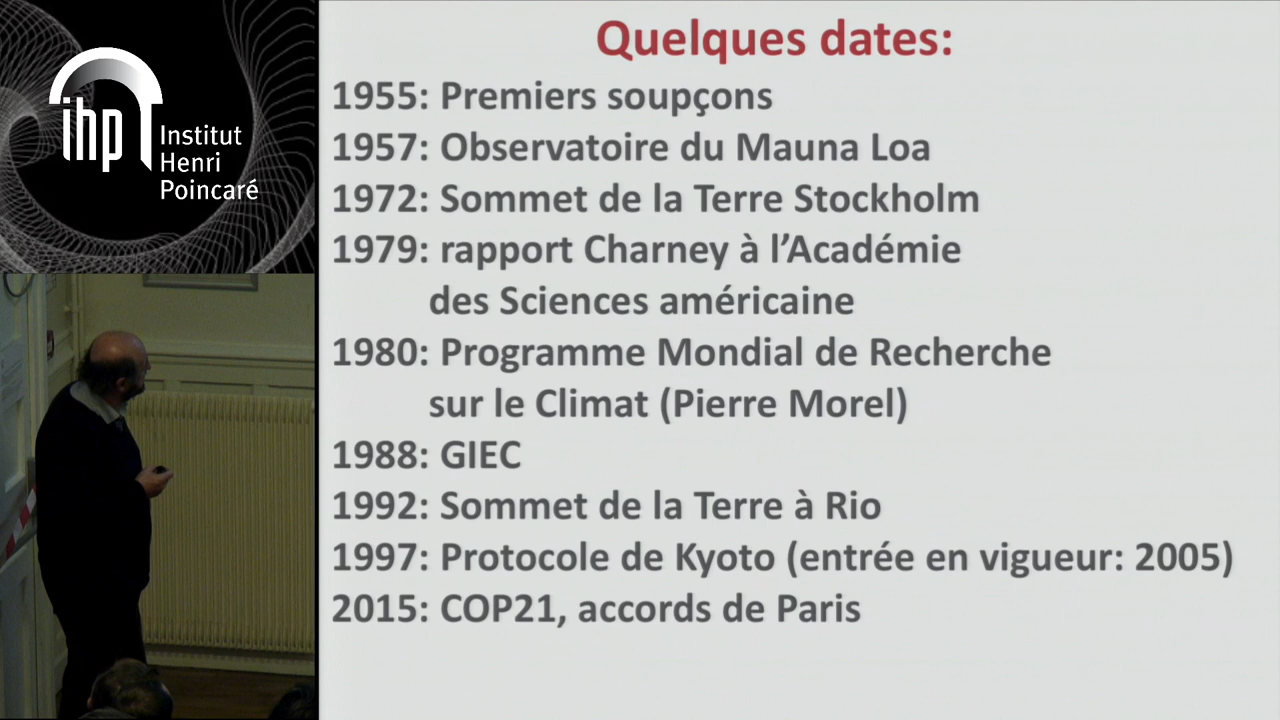 ihp
Institut
Henri
Poincaré
Quelques dates:
1955: Premiers soupçons
1957: Observatoire du Mauna Loa
1972: Sommet de la Terre Stockholm
1979: rapport Charney à l’Académie
des Sciences américaine
1980: Programme Mondial de Recherche
sur le Climat (Pierre Morel)
1988: GIEC
1992: Sommet de la Terre à Rio
1997: Protocole de Kyoto (entrée en vigueur: 2005)
2015: COP21, accords de Paris